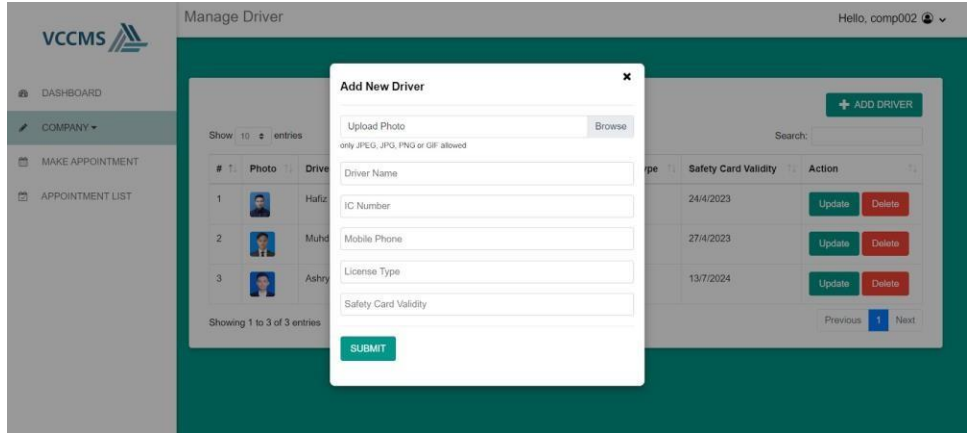 VCCMS
Manage Driver
Hello, comp002
DASHBOARD
COMPANY
MAKE APPOINTMENT
APPOINTMENT LIST
ADD DRIVER
Show 10 entries
Search:
# Photo Drive ype Safety Card Validity Action
1 Hafiz 24/4/2023 Update Delete
2 Muhd 27/4/2023 Update Delete
3 Ashry 13/7/2024 Update Delete
Showing 1 to 3 of 3 entries
Previous 1 Next
Add New Driver
Upload Photo Browse
only JPEG, JPG, PNG or GIF allowed
Driver Name
IC Number
Mobile Phone
License Type
Safety Card Validity
SUBMIT